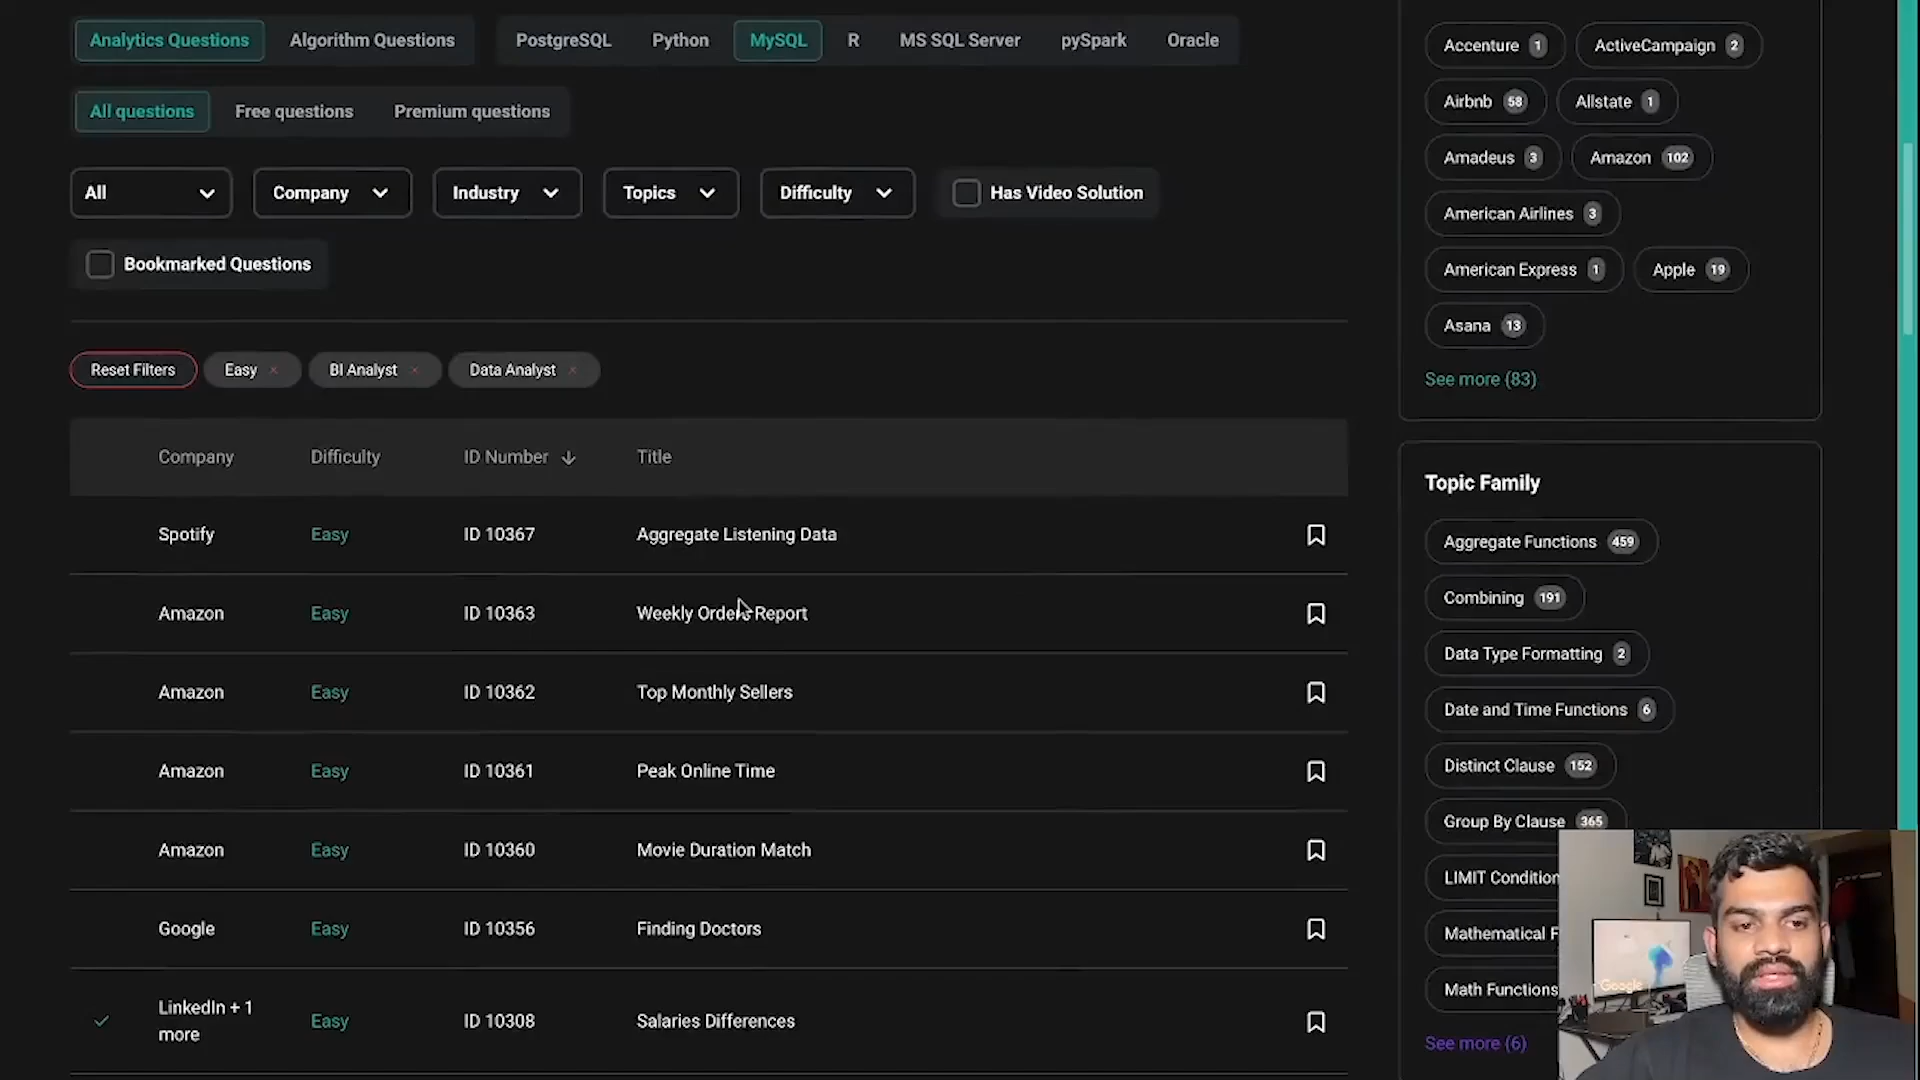 Analytics Questions Algorithm Questions PostgreSQL Python MySQL R MS SQL Server pySpark Oracle
All questions Free questions Premium questions
All Company Industry Topics Difficulty Has Video Solution
Bookmarked Questions
Reset Filters Easy × BI Analyst × Data Analyst ×
Company Difficulty ID Number ↓ Title
Spotify Easy ID 10367 Aggregate Listening Data
Amazon Easy ID 10363 Weekly Orders Report
Amazon Easy ID 10362 Top Monthly Sellers
Amazon Easy ID 10361 Peak Online Time
Amazon Easy ID 10360 Movie Duration Match
Google Easy ID 10356 Finding Doctors
LinkedIn + 1
more Easy ID 10308 Salaries Differences
Accenture 1 ActiveCampaign 2
Airbnb 58 Allstate 1
Amadeus 3 Amazon 102
American Airlines 3
American Express 1 Apple 19
Asana 13
See more (83)
Topic Family
Aggregate Functions 459
Combining 191
Data Type Formatting 2
Date and Time Functions 6
Distinct Clause 152
Group By Clause 365
LIMIT Condition
Mathematical F
Math Functions
See more (6)
Google